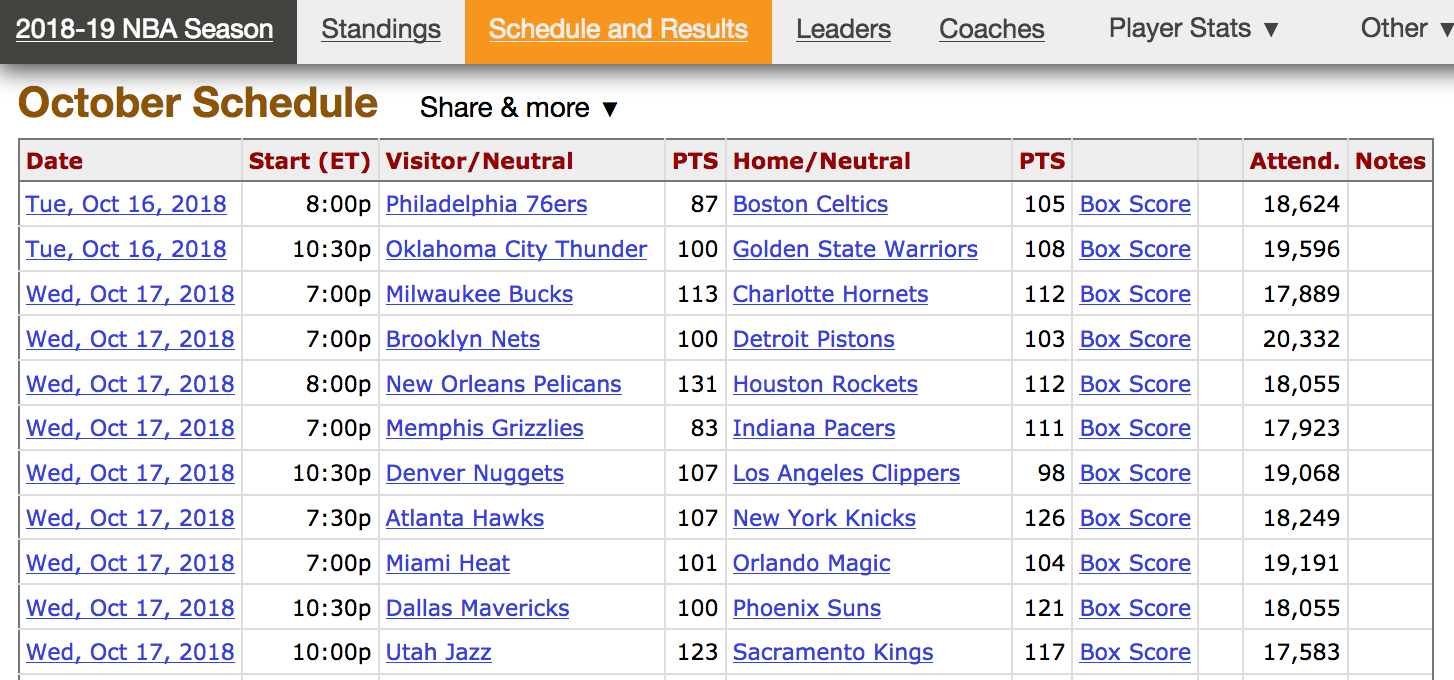 2018-19 NBA Season Standings Schedule and Results Leaders Coaches Player Stats ▼ Other ▼
October Schedule Share & more ▼
Date Start (ET) Visitor/Neutral PTS Home/Neutral PTS Attend. Notes
Tue, Oct 16, 2018 8:00p Philadelphia 76ers 87 Boston Celtics 105 Box Score 18,624
Tue, Oct 16, 2018 10:30p Oklahoma City Thunder 100 Golden State Warriors 108 Box Score 19,596
Wed, Oct 17, 2018 7:00p Milwaukee Bucks 113 Charlotte Hornets 112 Box Score 17,889
Wed, Oct 17, 2018 7:00p Brooklyn Nets 100 Detroit Pistons 103 Box Score 20,332
Wed, Oct 17, 2018 8:00p New Orleans Pelicans 131 Houston Rockets 112 Box Score 18,055
Wed, Oct 17, 2018 7:00p Memphis Grizzlies 83 Indiana Pacers 111 Box Score 17,923
Wed, Oct 17, 2018 10:30p Denver Nuggets 107 Los Angeles Clippers 98 Box Score 19,068
Wed, Oct 17, 2018 7:30p Atlanta Hawks 107 New York Knicks 126 Box Score 18,249
Wed, Oct 17, 2018 7:00p Miami Heat 101 Orlando Magic 104 Box Score 19,191
Wed, Oct 17, 2018 10:30p Dallas Mavericks 100 Phoenix Suns 121 Box Score 18,055
Wed, Oct 17, 2018 10:00p Utah Jazz 123 Sacramento Kings 117 Box Score 17,583